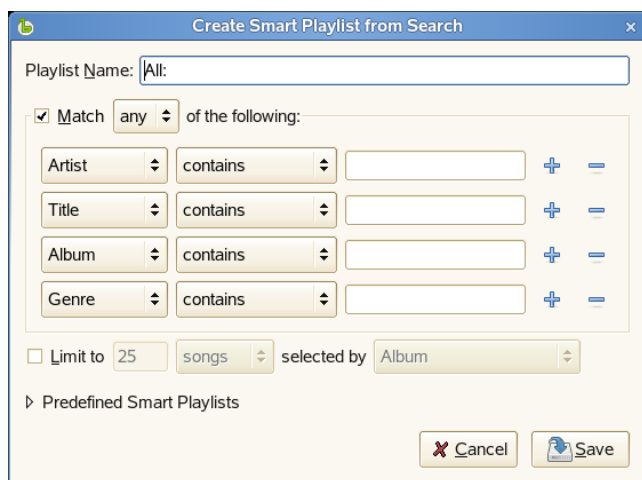 Create Smart Playlist from Search
Playlist Name: All:
Match any of the following:
Artist contains
Title contains
Album contains
Genre contains
Limit to 25 songs selected by Album
Predefined Smart Playlists
Cancel Save